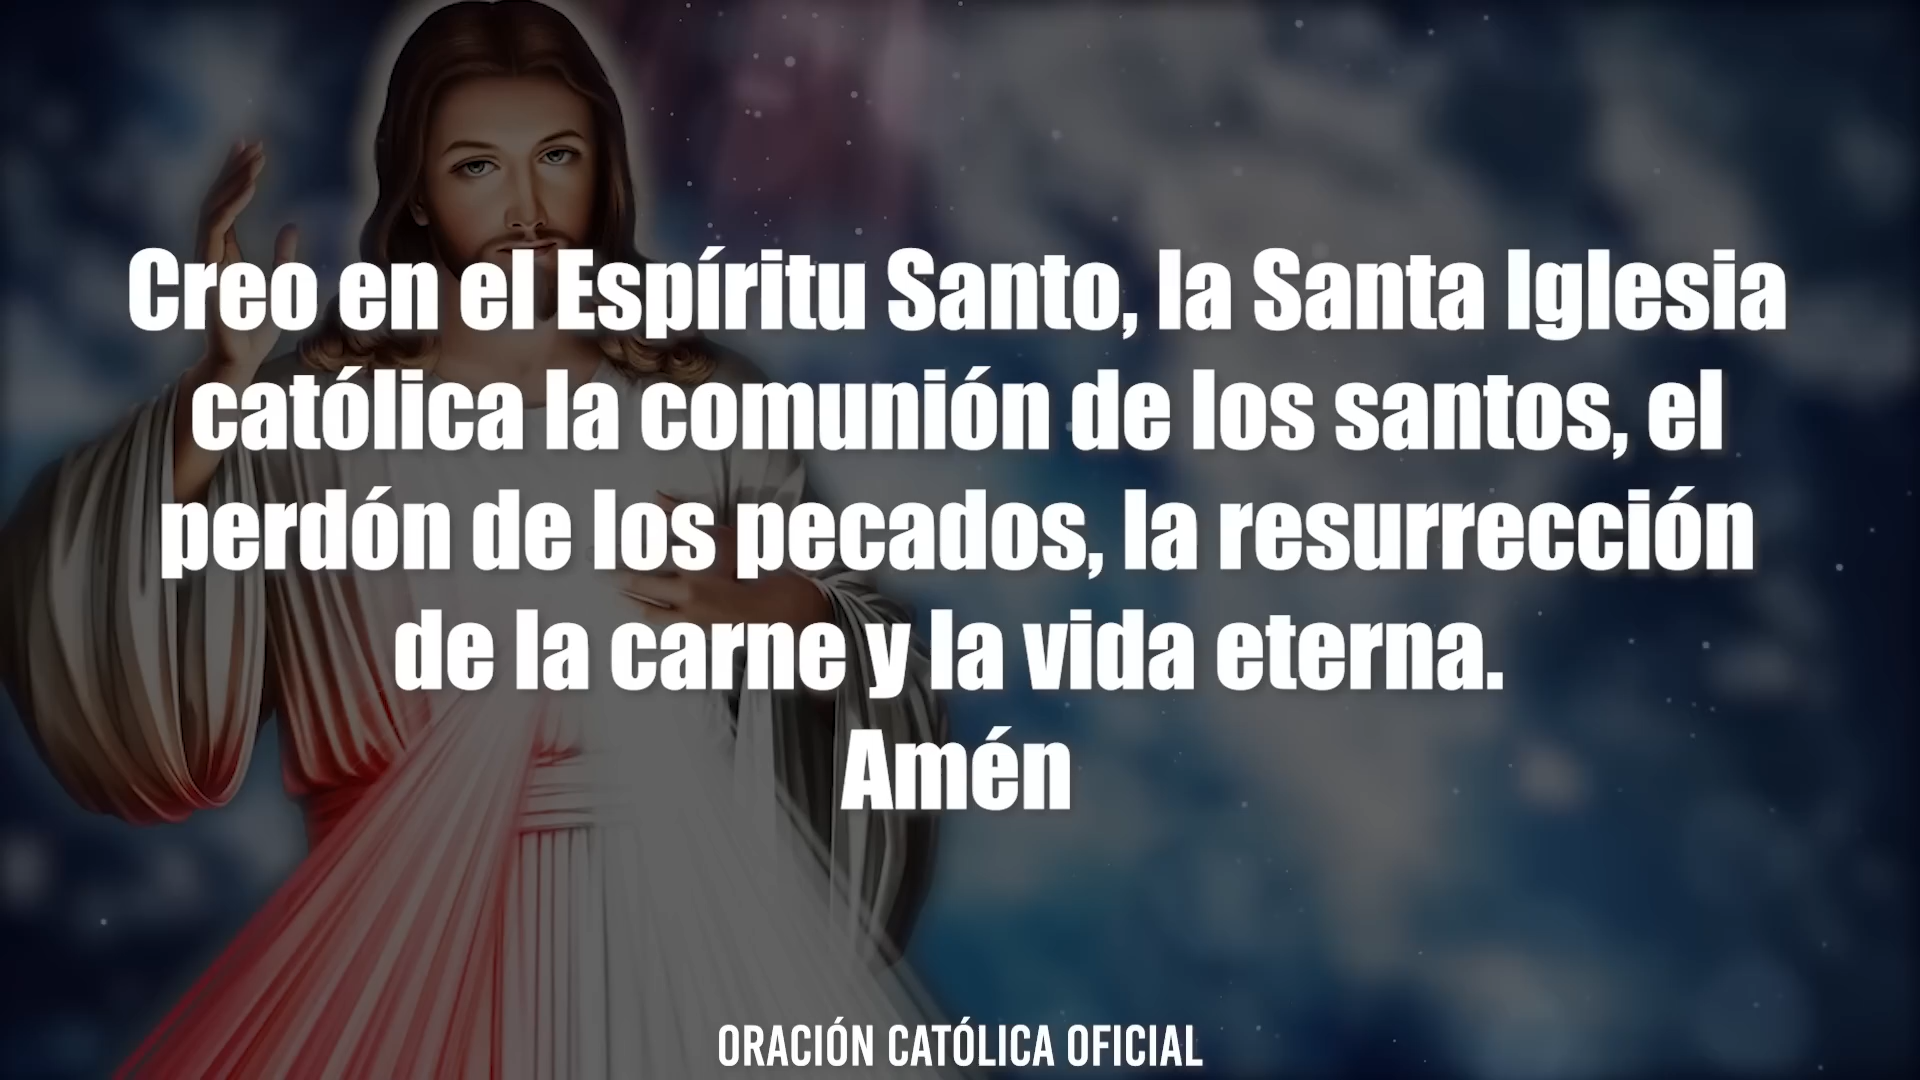 Creo en el Espíritu Santo, la Santa Iglesia
católica la comunión de los santos, el
perdón de los pecados, la resurrección
de la carne y la vida eterna.
Amén
ORACIÓN CATÓLICA OFICIAL